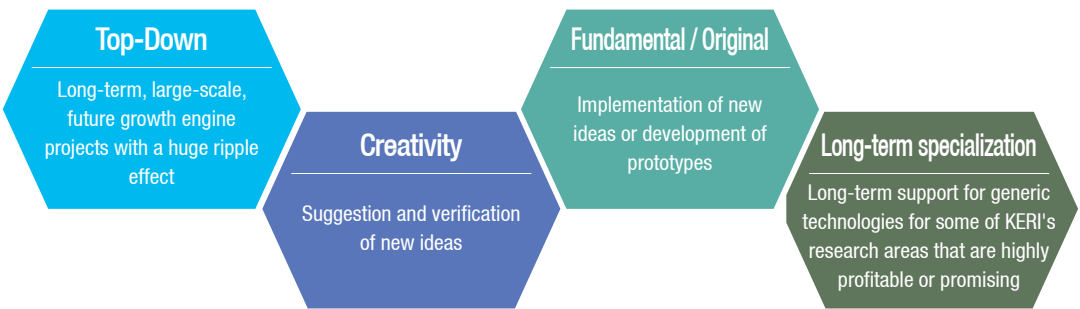 Top-Down
Long-term, large-scale,
future growth engine
projects with a huge ripple
effect
Creativity
Suggestion and verification
of new ideas
Fundamental / Original
Implementation of new
ideas or development of
prototypes
Long-term specialization
Long-term support for generic
technologies for some of KERI's
research areas that are highly
profitable or promising